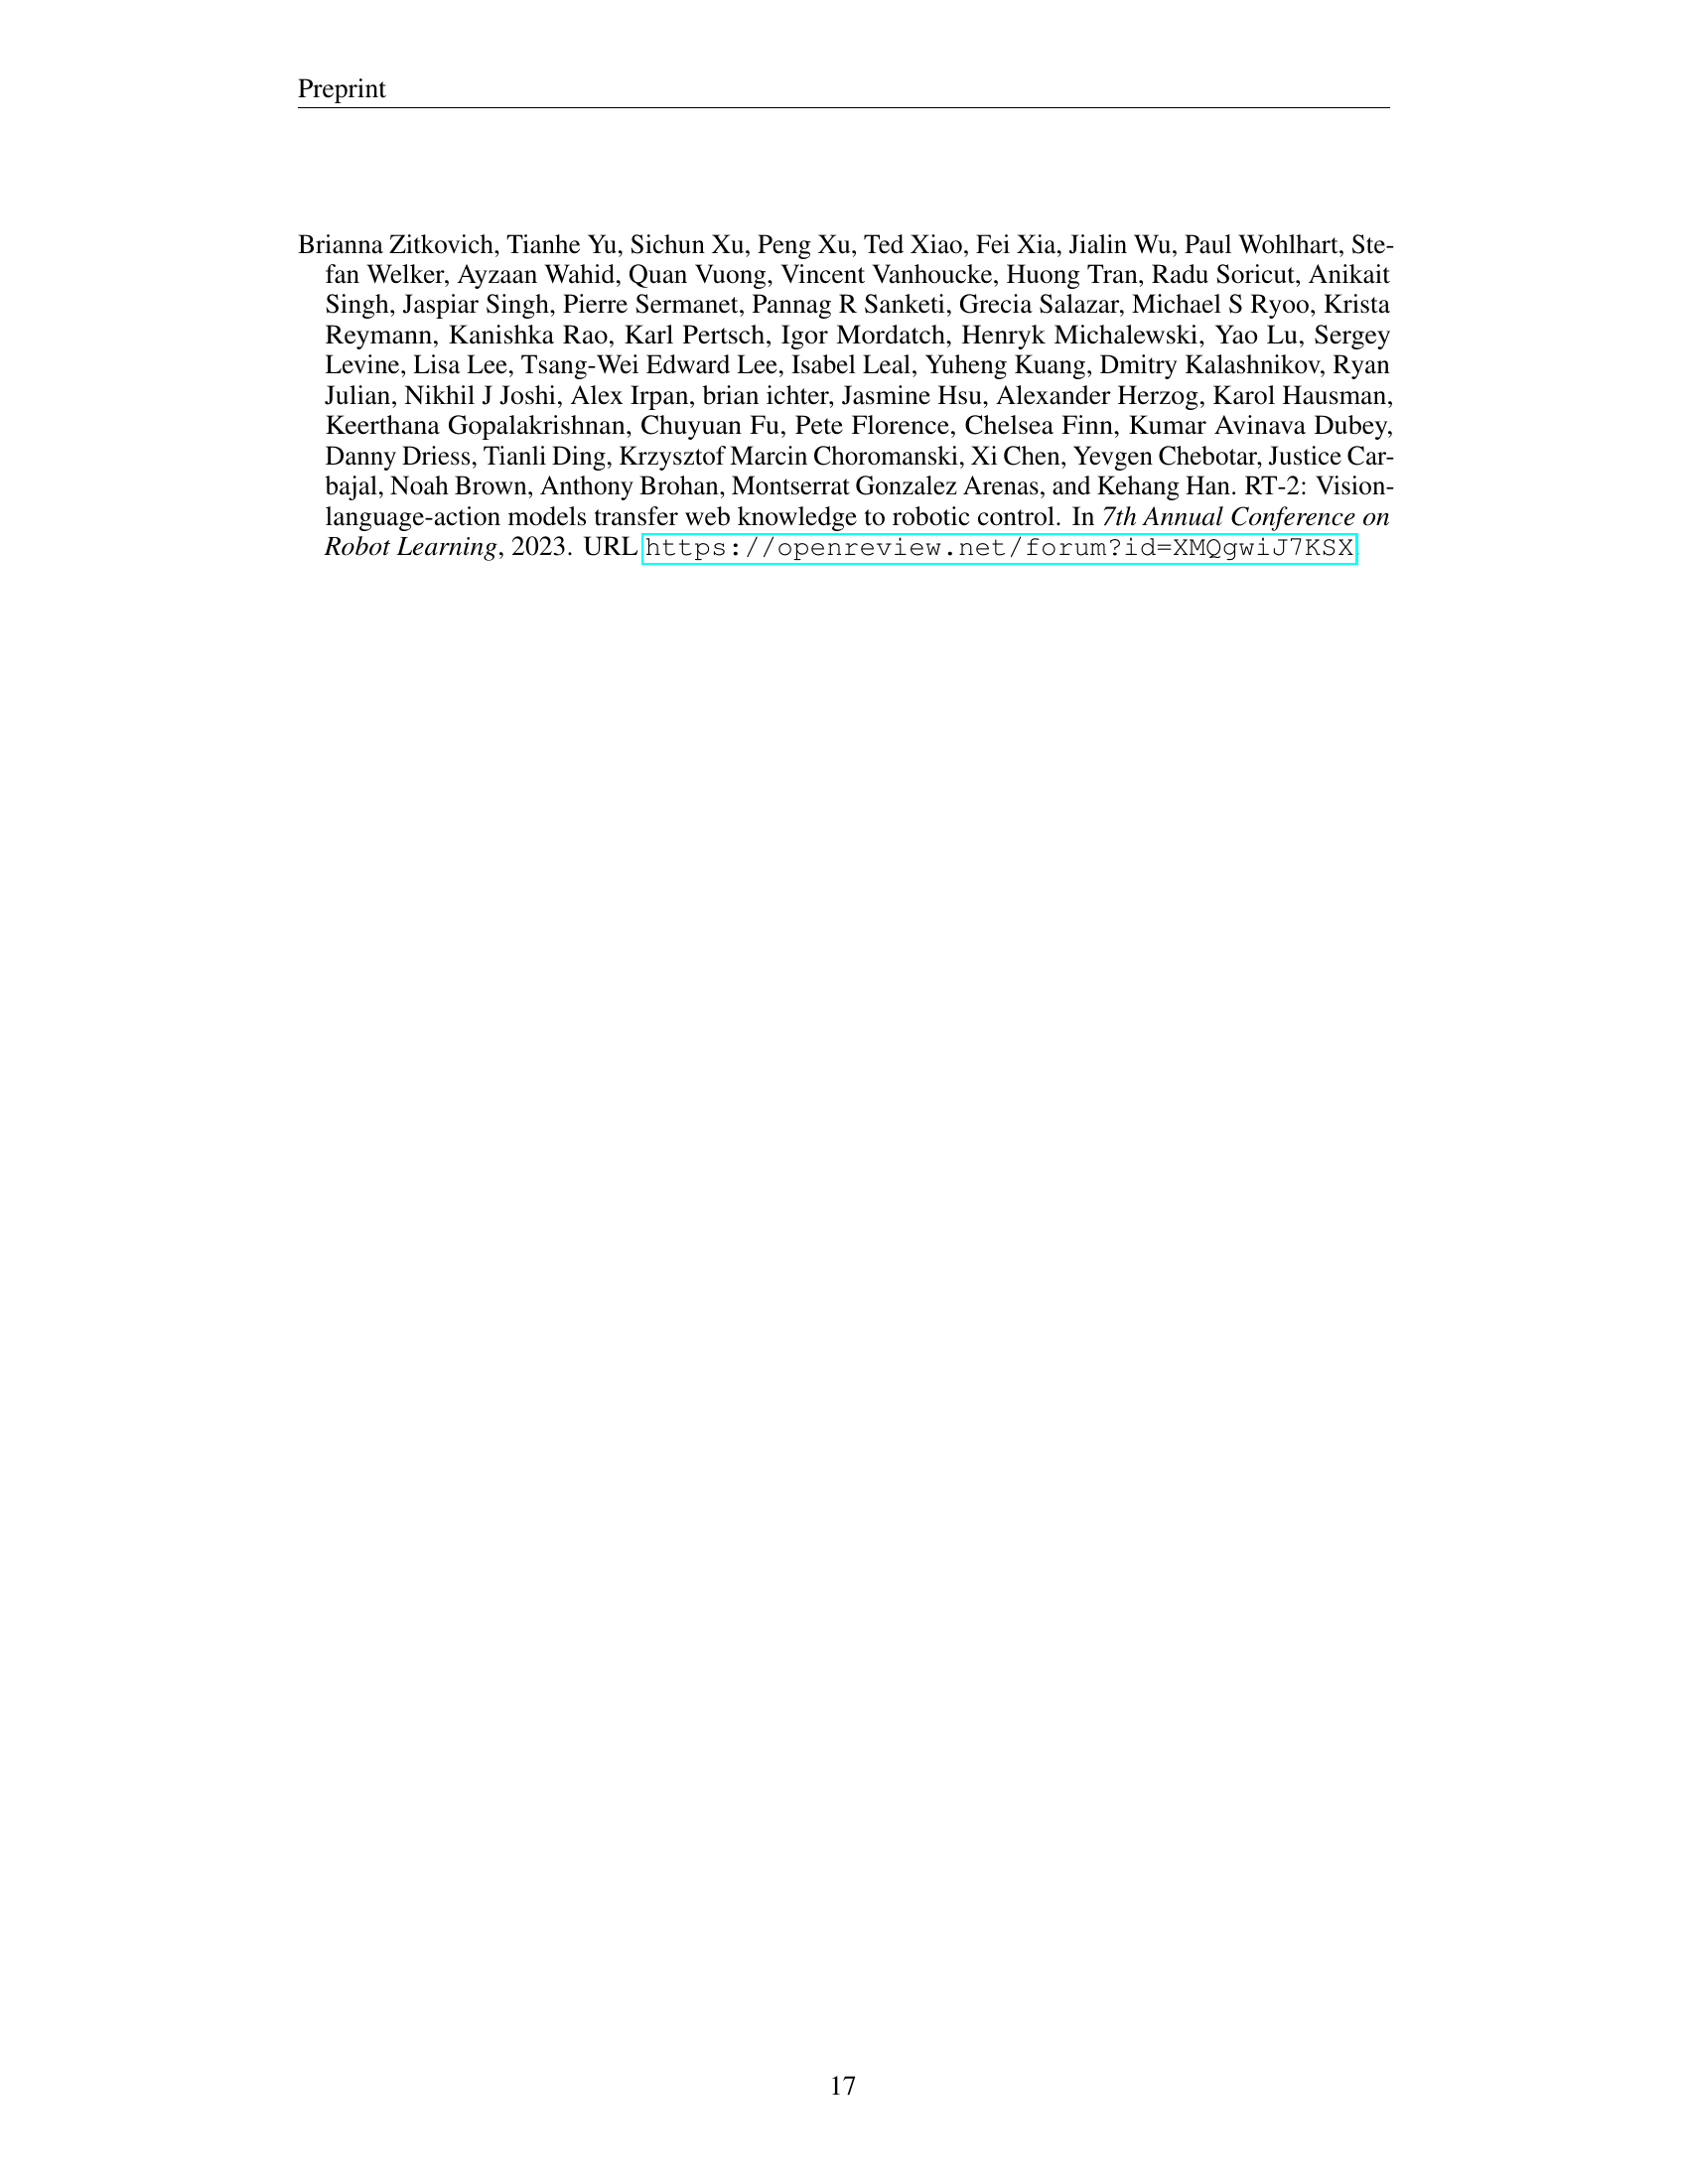 Preprint
Brianna Zitkovich, Tianhe Yu, Sichun Xu, Peng Xu, Ted Xiao, Fei Xia, Jialin Wu, Paul Wohlhart, Ste-
fan Welker, Ayzaan Wahid, Quan Vuong, Vincent Vanhoucke, Huong Tran, Radu Soricut, Anikait
Singh, Jaspiar Singh, Pierre Sermanet, Pannag R Sanketi, Grecia Salazar, Michael S Ryoo, Krista
Reymann, Kanishka Rao, Karl Pertsch, Igor Mordatch, Henryk Michalewski, Yao Lu, Sergey
Levine, Lisa Lee, Tsang-Wei Edward Lee, Isabel Leal, Yuheng Kuang, Dmitry Kalashnikov, Ryan
Julian, Nikhil J Joshi, Alex Irpan, brian ichter, Jasmine Hsu, Alexander Herzog, Karol Hausman,
Keerthana Gopalakrishnan, Chuyuan Fu, Pete Florence, Chelsea Finn, Kumar Avinava Dubey,
Danny Driess, Tianli Ding, Krzysztof Marcin Choromanski, Xi Chen, Yevgen Chebotar, Justice Car-
bajal, Noah Brown, Anthony Brohan, Montserrat Gonzalez Arenas, and Kehang Han. RT-2: Vision-
language-action models transfer web knowledge to robotic control. In 7th Annual Conference on
Robot Learning, 2023. URL https://openreview.net/forum?id=XMQgwiJ7KSX.
17